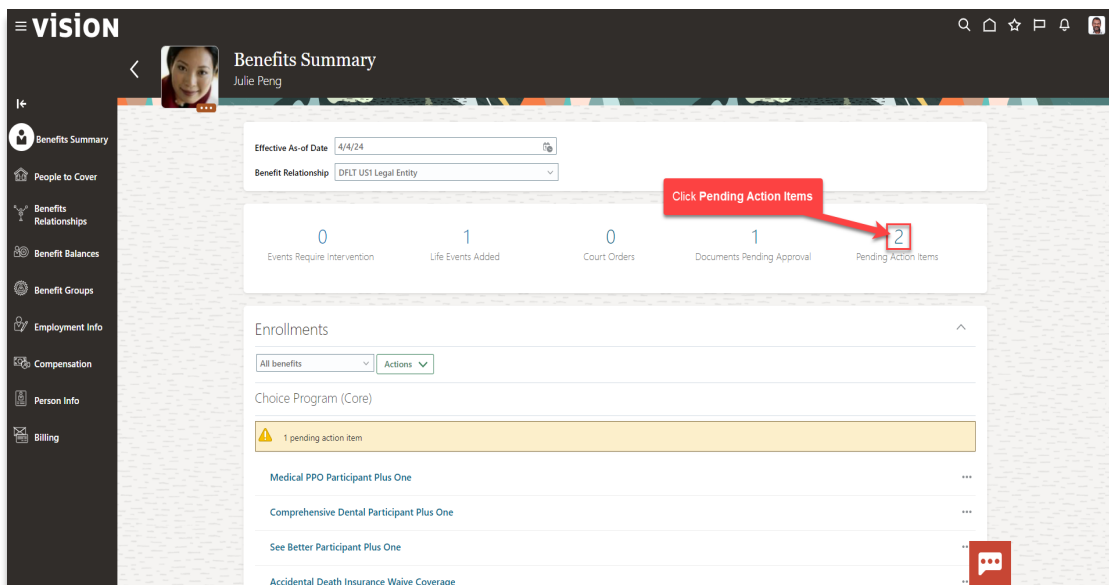 vision
Benefits Summary
Julie Peng
Benefits Summary
People to Cover
Benefits
Relationships
Benefit Balances
Benefit Groups
Employment Info
Compensation
Person Info
Billing
Effective As-of Date 4/4/24
Benefit Relationship DFLT US1 Legal Entity
Click Pending Action Items
0 1 0 1 2
Events Require Intervention Life Events Added Court Orders Documents Pending Approval Pending Action Items
Enrollments
All benefits Actions
Choice Program (Core)
1 pending action item
Medical PPO Participant Plus One
Comprehensive Dental Participant Plus One
See Better Participant Plus One
Accidental Death Insurance Waive Coverage